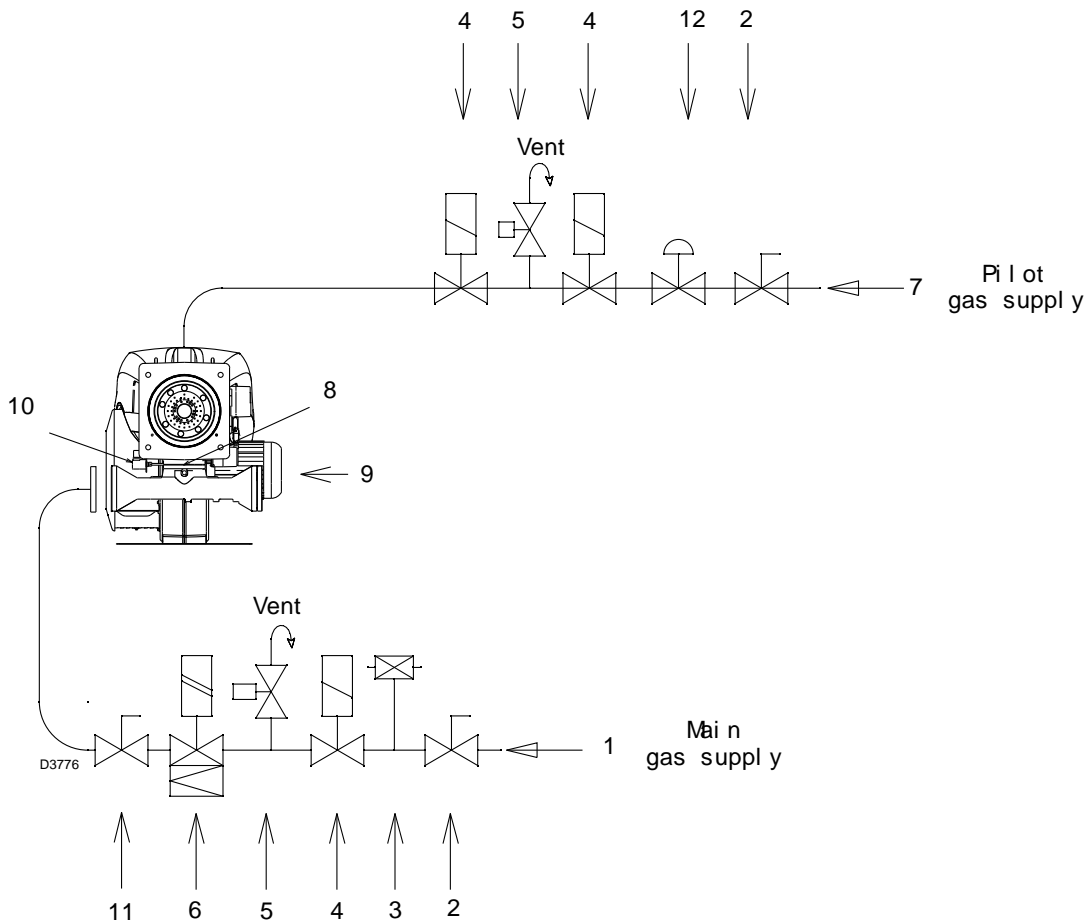 4 5 4 12 2
Vent
7 Pilot
gas supply
8
10
9
Vent
1 Main
gas supply
D3776
11 6 5 4 3 2